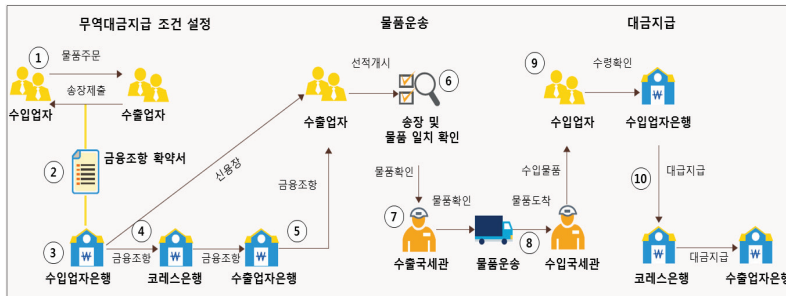 무역대금지급 조건 설정
물품운송
대금지급
1
물품주문
송장제출
수입업자
수출업자
2
금융조항 확약서
3
수입업자은행
4
금융조항
코레스은행
금융조항
수출업자은행
5
신용장
금융조항
수출업자
선적개시
6
송장 및
물품 일치 확인
물품확인
7
물품확인
수출국세관
물품운송
8
물품도착
수입국세관
수입물품
9
수령확인
수입업자
수입업자은행
10
대급지급
코레스은행
대금지급
수출업자은행